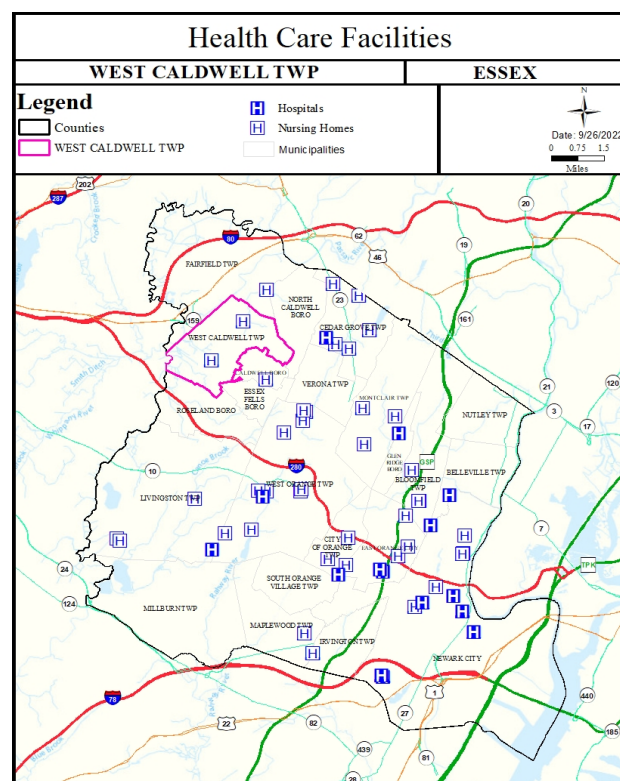 Health Care Facilities
WEST CALDWELL TWP
ESSEX
Legend
Counties
WEST CALDWELL TWP
H Hospitals
H Nursing Homes
Municipalities
N
Date: 9/26/2022
0 0.75 1.5
Miles
202
287
20
80
62
19
46
FAIRFIELD TWP
NORTH
CALDWELL
BORO
23
159
161
CEDAR GROVE TWP
WEST CALDWELL TWP
ESSEX
FELLS
BORO
VERONA TWP
ROSELAND BORO
MONTCLAIR TWP
NUTLEY TWP
21
120
3
17
GLEN
RIDGE
BORO
GSP
BELLEVILLE TWP
BLOOMFIELD
TWP
280
10
WEST ORANGE TWP
LIVINGSTON TWP
7
CITY
OF ORANGE
TWP
TPK
24
SOUTH ORANGE
VILLAGE TWP
124
MILLBURN TWP
MAPLEWOOD TWP
IRVINGTON TWP
NEWARK CITY
78
1
440
27
22
82
185
439
81
28